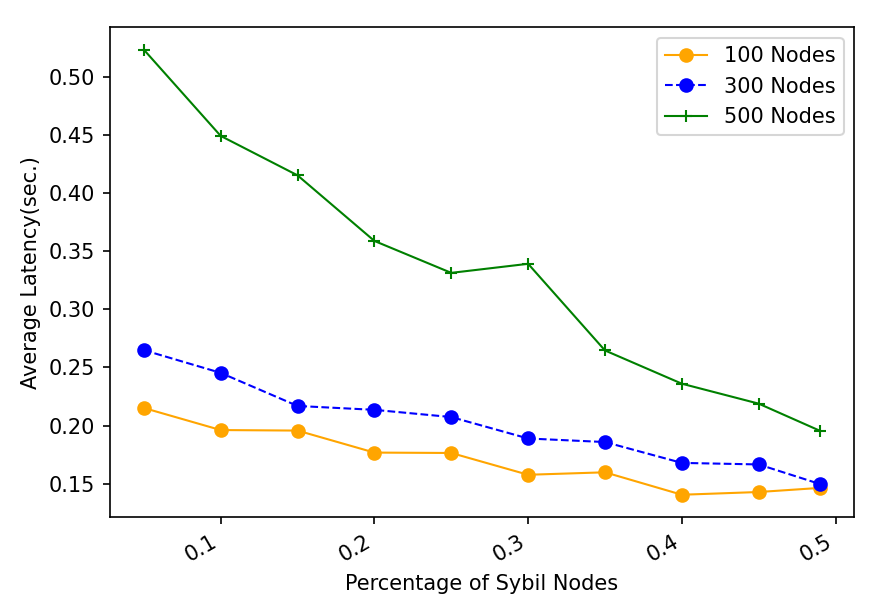 100 Nodes
300 Nodes
500 Nodes
Average Latency(sec.)
0.50
0.45
0.40
0.35
0.30
0.25
0.20
0.15
0.1
0.2
0.3
0.4
0.5
Percentage of Sybil Nodes